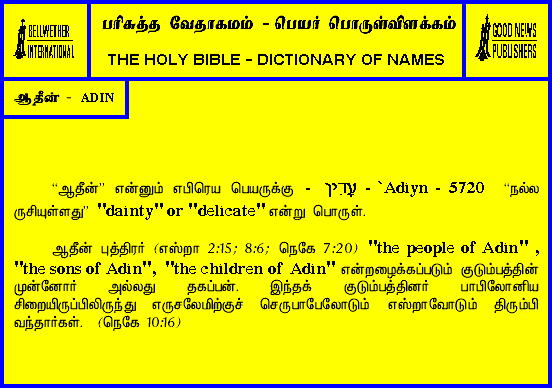 BELLWETHER
INTERNATIONAL
பரிசுத்த வேதாகமம் - பெயர் பொருள்விளக்கம்
THE HOLY BIBLE - DICTIONARY OF NAMES
GOOD NEWS
PUBLISHERS
ஆதீன் - ADIN
“ஆதீன்” என்னும் எபிரெய பெயருக்கு - עָדִין - `Adiyn - 5720 “நல்ல
ருசியுள்ளது” "dainty" or "delicate" என்று பொருள்.
ஆதீன் புத்திரர் (எஸ்றா 2:15; 8:6; நெகே 7:20) "the people of Adin" ,
"the sons of Adin", "the children of Adin" என்றழைக்கப்படும் குடும்பத்தின்
முன்னோர் அல்லது தகப்பன். இந்தக் குடும்பத்தினர் பாபிலோனிய
சிறையிருப்பிலிருந்து எருசலேமிற்குச் செருபாபேலோடும் எஸ்றாவோடும் திரும்பி
வந்தார்கள். (நெகே 10:16)